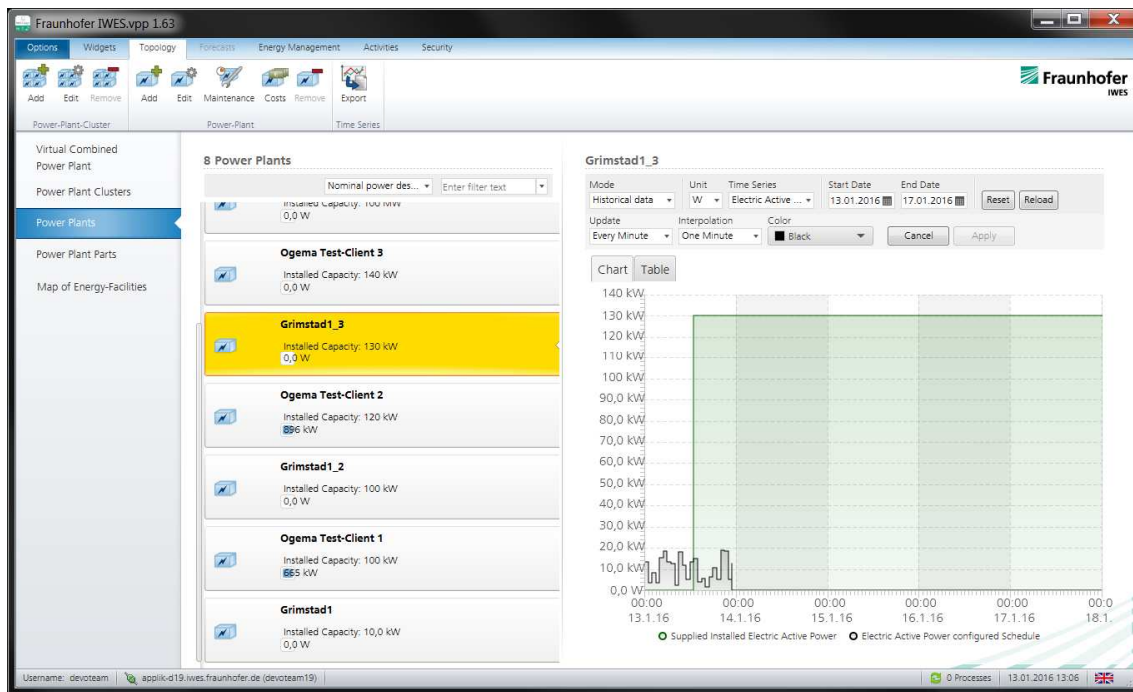 Fraunhofer IWES.vpp 1.63
Options Widgets Topology Forecasts Energy Management Activities Security
Add Edit Remove Add Edit Maintenance Costs Remove Export
Power-Plant-Cluster Power-Plant Time Series
Fraunhofer
IWES
Virtual Combined
Power Plant
Power Plant Clusters
Power Plants
Power Plant Parts
Map of Energy-Facilities
8 Power Plants
Nominal power des... Enter filter text
Installed Capacity: 100 MW
0,0 W
Ogema Test-Client 3
Installed Capacity: 140 kW
0,0 W
Grimstad1_3
Installed Capacity: 130 kW
0,0 W
Ogema Test-Client 2
Installed Capacity: 120 kW
896 kW
Grimstad1_2
Installed Capacity: 100 kW
0,0 W
Ogema Test-Client 1
Installed Capacity: 100 kW
665 kW
Grimstad1
Installed Capacity: 10,0 kW
0,0 W
Grimstad1_3
Mode Unit Time Series Start Date End Date
Historical data W Electric Active ... 13.01.2016 17.01.2016 Reset Reload
Update Interpolation Color
Every Minute One Minute Black Cancel Apply
Chart Table
140 kW
130 kW
120 kW
110 kW
100 kW
90,0 kW
80,0 kW
70,0 kW
60,0 kW
50,0 kW
40,0 kW
30,0 kW
20,0 kW
10,0 kW
0,0 W
00:00 00:00 00:00 00:00 00:00 00:0
13.1.16 14.1.16 15.1.16 16.1.16 17.1.16 18.1.
Supplied Installed Electric Active Power Electric Active Power configured Schedule
Username: devoteam applik-d19.iwes.fraunhofer.de (devoteam19) 0 Processes 13.01.2016 13:06